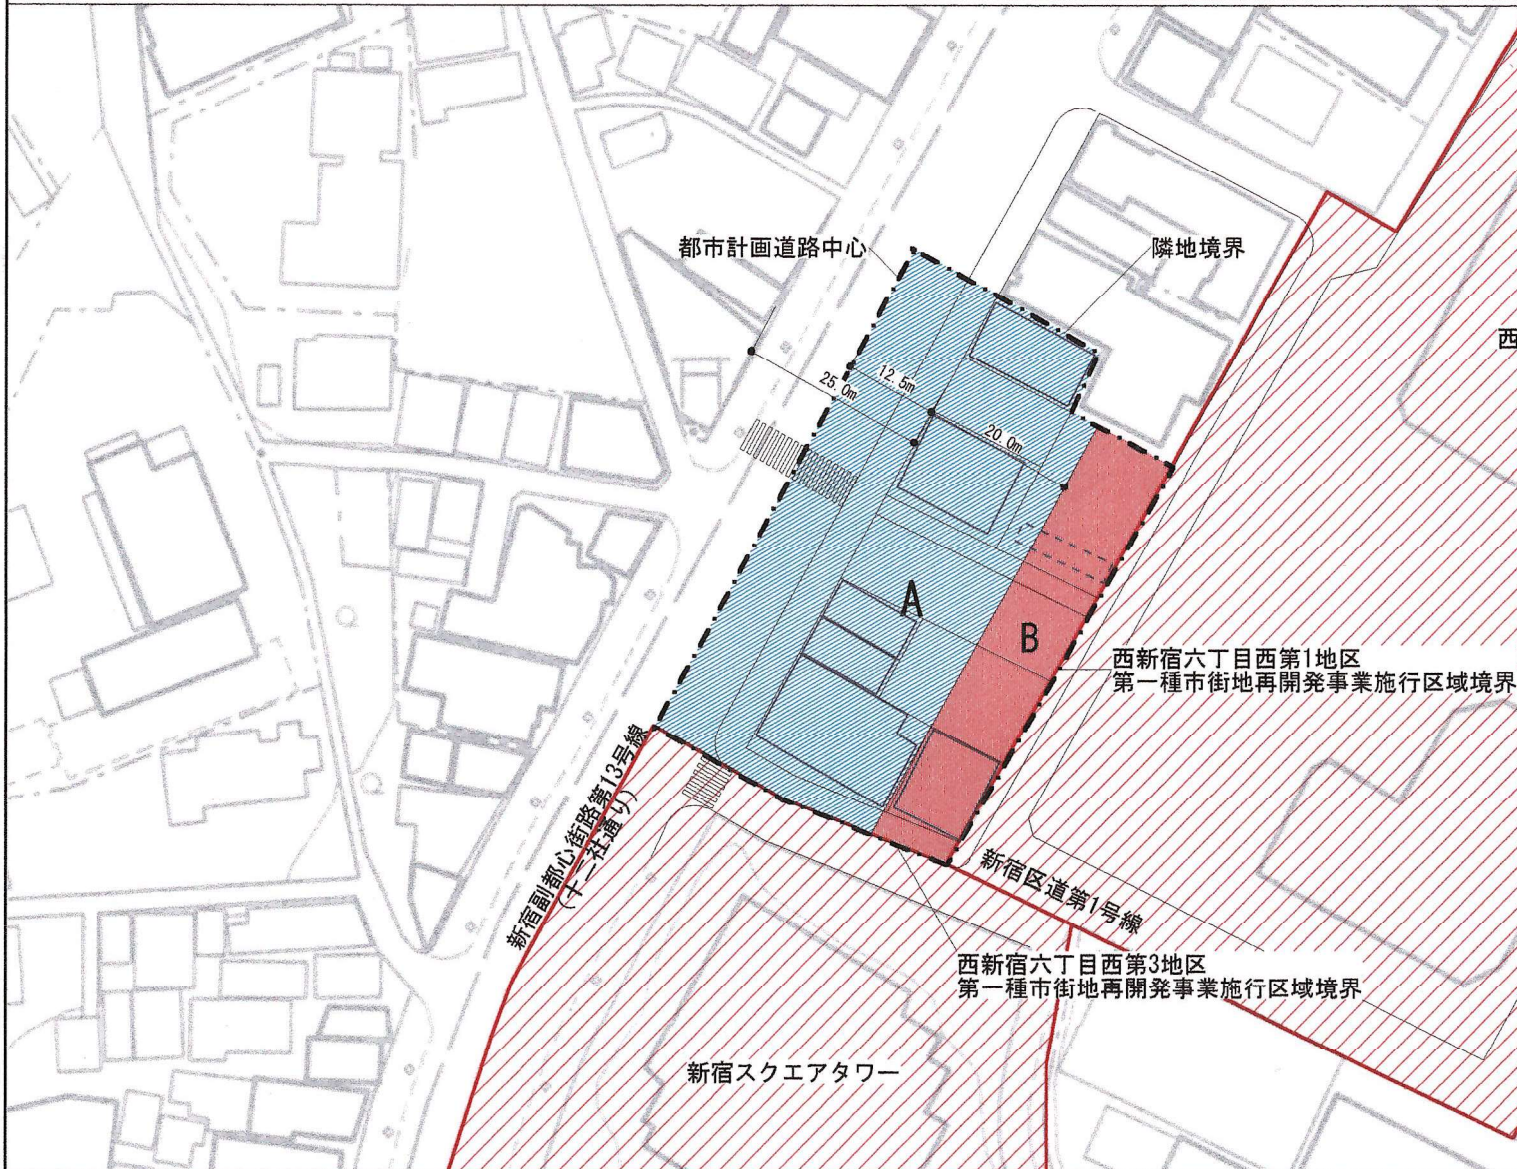 都市計画道路中心
隣地境界
西
12.5m
25.0m
20.0m
A
B
西新宿六丁目西第1地区
第一種市街地再開発事業施行区域境界
新宿副都心街路第13号線
(十二社通り)
新宿区道第1号線
西新宿六丁目西第3地区
第一種市街地再開発事業施行区域境界
新宿スクエアタワー